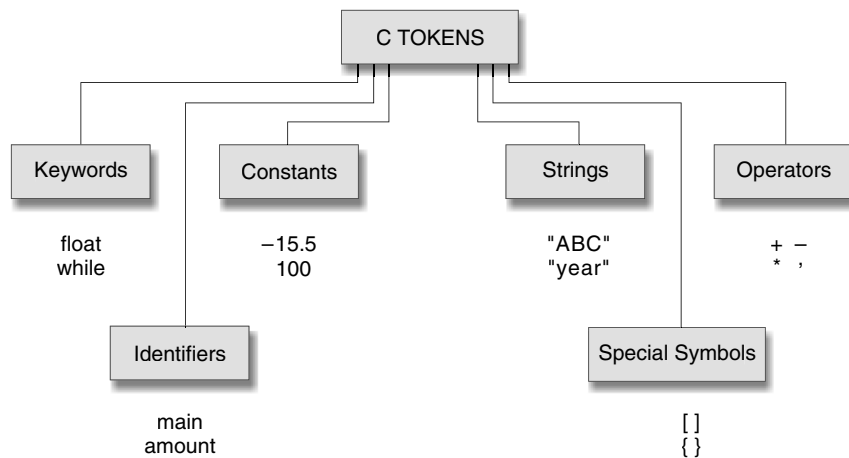 C TOKENS
Keywords
Constants
Strings
Operators
float
while
−15.5
100
"ABC"
"year"
+ −
* ,
Identifiers
Special Symbols
main
amount
[ ]
{ }